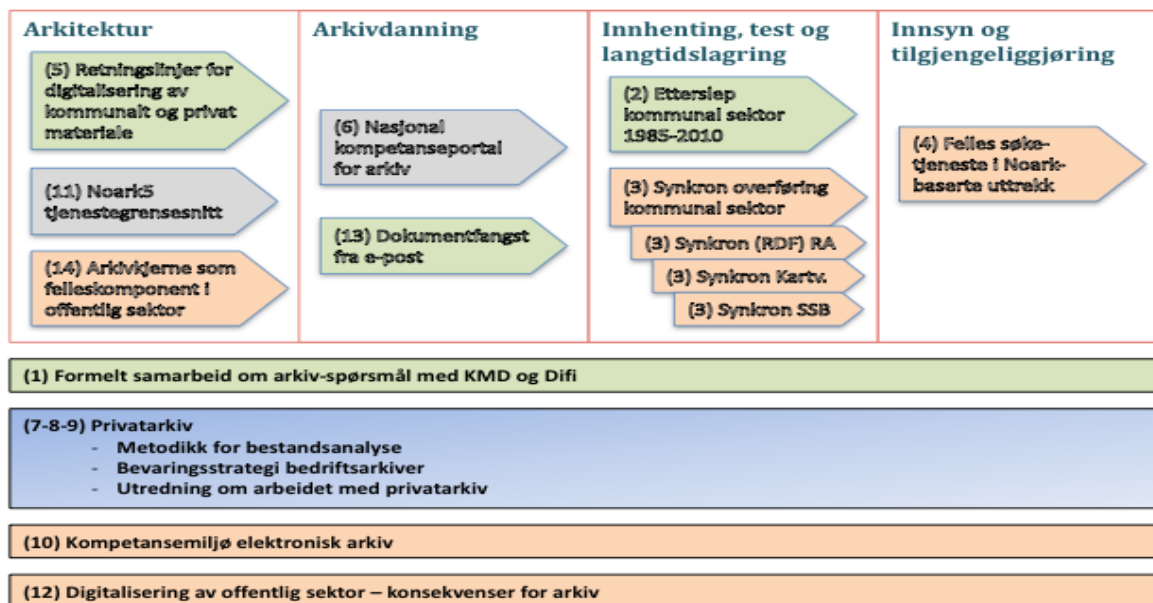 Arkitektur
(5) Retningslinjer for
digitalisering av
kommunalt og privat
materiale
(11) Noark5
tjenestegrensesnitt
(14) Arkivkjerne som
felleskomponent i
offentlig sektor
Arkivdanning
(6) Nasjonal
kompetanseportal
for arkiv
(13) Dokumentfangst
fra e-post
Innhenting, test og
langtidslagring
(2) Etterslep
kommunal sektor
1985-2010
(3) Synkron overføring
kommunal sektor
(3) Synkron (RDF) RA
(3) Synkron Kartv.
(3) Synkron SSB
Innsyn og
tilgjengeliggjøring
(4) Felles søke-
tjeneste i Noark-
baserte uttrekk
(1) Formelt samarbeid om arkiv-spørsmål med KMD og Difi
(7-8-9) Privatarkiv
- Metodikk for bestandsanalyse
- Bevaringsstrategi bedriftsarkiver
- Utredning om arbeidet med privatarkiv
(10) Kompetansemiljø elektronisk arkiv
(12) Digitalisering av offentlig sektor – konsekvenser for arkiv